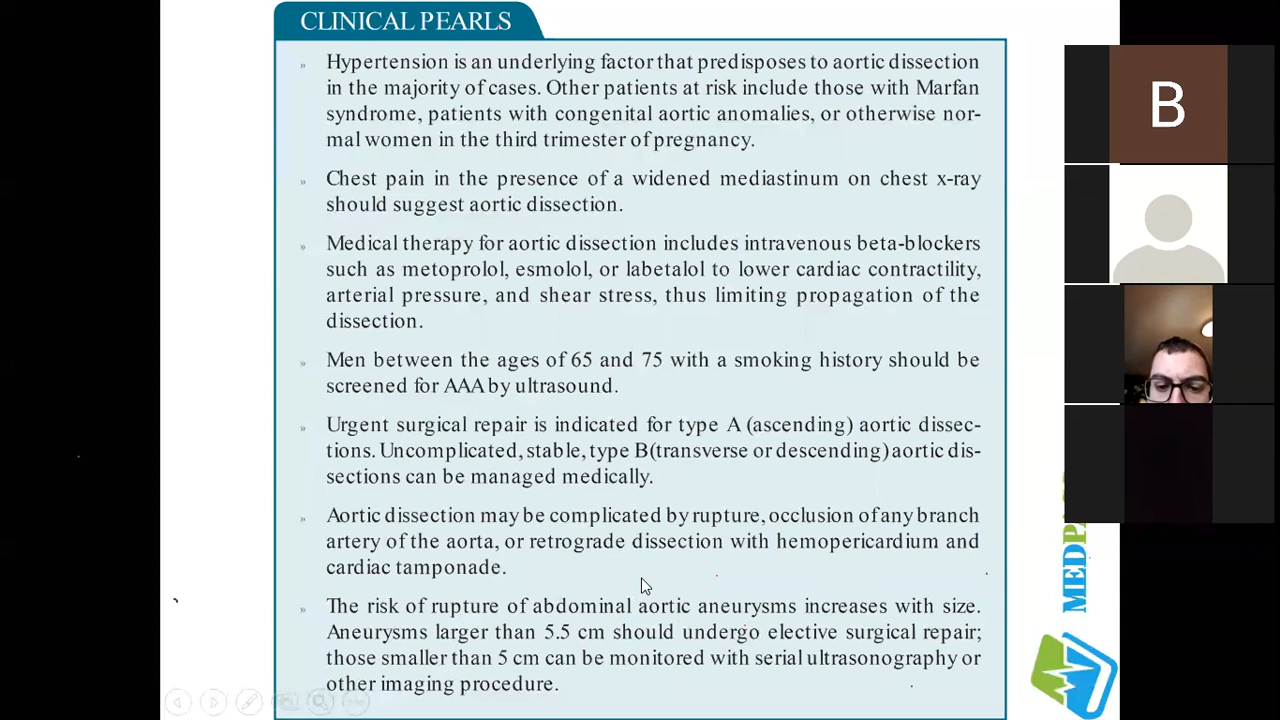 CLINICAL PEARLS
» Hypertension is an underlying factor that predisposes to aortic dissection
in the majority of cases. Other patients at risk include those with Marfan
syndrome, patients with congenital aortic anomalies, or otherwise nor-
mal women in the third trimester of pregnancy.
» Chest pain in the presence of a widened mediastinum on chest x-ray
should suggest aortic dissection.
» Medical therapy for aortic dissection includes intravenous beta-blockers
such as metoprolol, esmolol, or labetalol to lower cardiac contractility,
arterial pressure, and shear stress, thus limiting propagation of the
dissection.
» Men between the ages of 65 and 75 with a smoking history should be
screened for AAA by ultrasound.
» Urgent surgical repair is indicated for type A (ascending) aortic dissec-
tions. Uncomplicated, stable, type B (transverse or descending) aortic dis-
sections can be managed medically.
» Aortic dissection may be complicated by rupture, occlusion of any branch
artery of the aorta, or retrograde dissection with hemopericardium and
cardiac tamponade.
» The risk of rupture of abdominal aortic aneurysms increases with size.
Aneurysms larger than 5.5 cm should undergo elective surgical repair;
those smaller than 5 cm can be monitored with serial ultrasonography or
other imaging procedure.
B